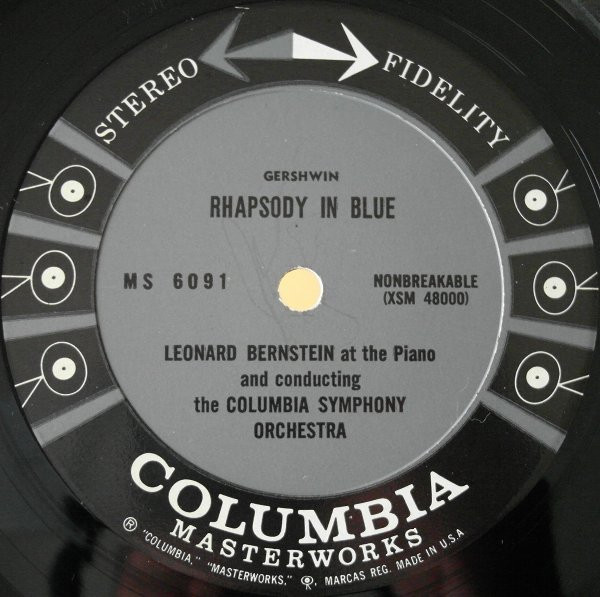 STEREO FIDELITY
GERSHWIN
RHAPSODY IN BLUE
MS 6091
NONBREAKABLE
(XSM 48000)
LEONARD BERNSTEIN at the Piano
and conducting
the COLUMBIA SYMPHONY
ORCHESTRA
COLUMBIA
MASTERWORKS
Ⓡ "COLUMBIA," "MASTERWORKS," MARCAS REG. MADE IN U.S.A